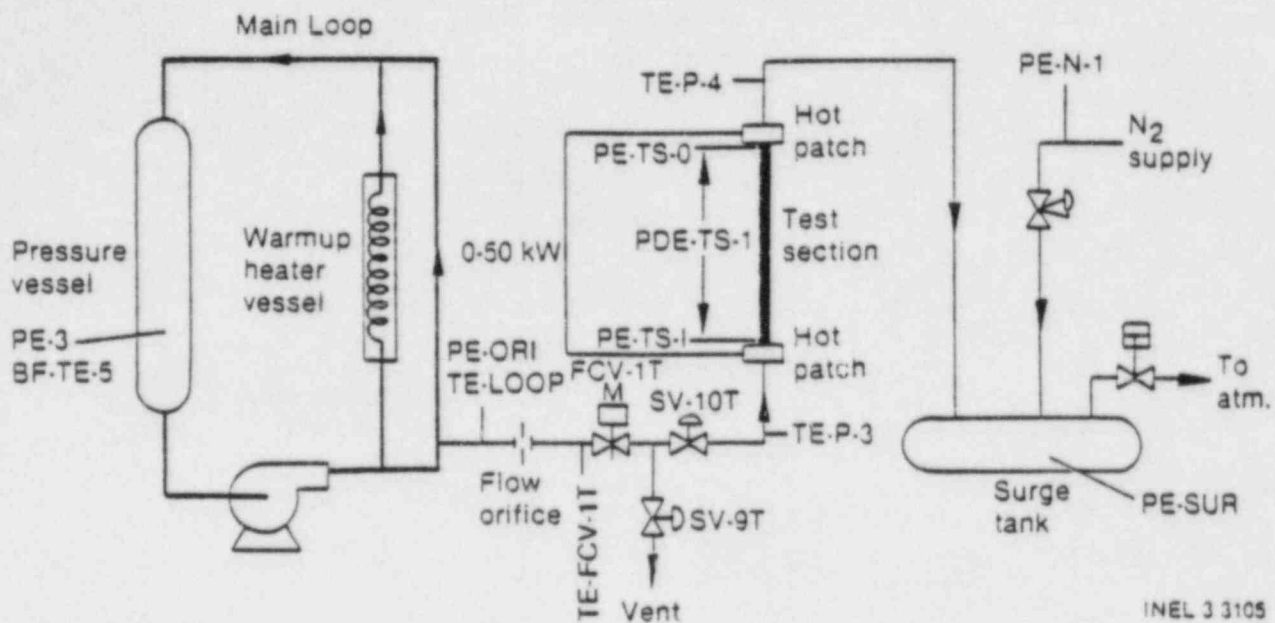 Main Loop
Pressure
vessel
PE-3
BF-TE-5
Warmup
heater
vessel
0-50 kW
PE-ORI
TE-LOOP
Flow
orifice
TE-FCV-1T
FCV-1T
M
SV-10T
SV-9T
Vent
TE-P-3
TE-P-4
Hot
patch
PE-TS-0
PDE-TS-1
Test
section
PE-TS-I
Hot
patch
PE-N-1
N2
supply
To
atm.
Surge
tank
PE-SUR
INEL 3 3105